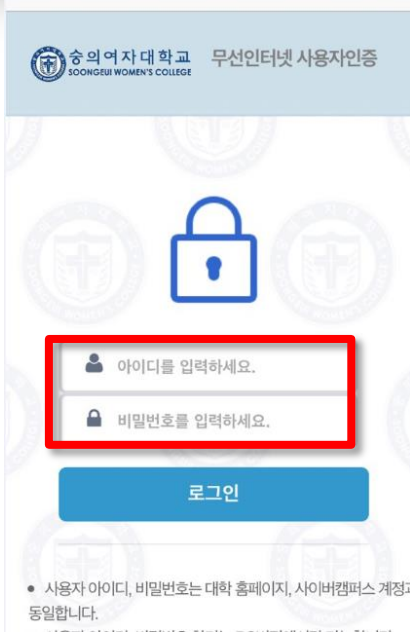 숭의여자대학교 무선인터넷 사용자인증
SOONGEUI WOMEN'S COLLEGE
아이디를 입력하세요.
비밀번호를 입력하세요.
로그인
• 사용자 아이디, 비밀번호는 대학 홈페이지, 사이버캠퍼스 계정과
동일합니다.